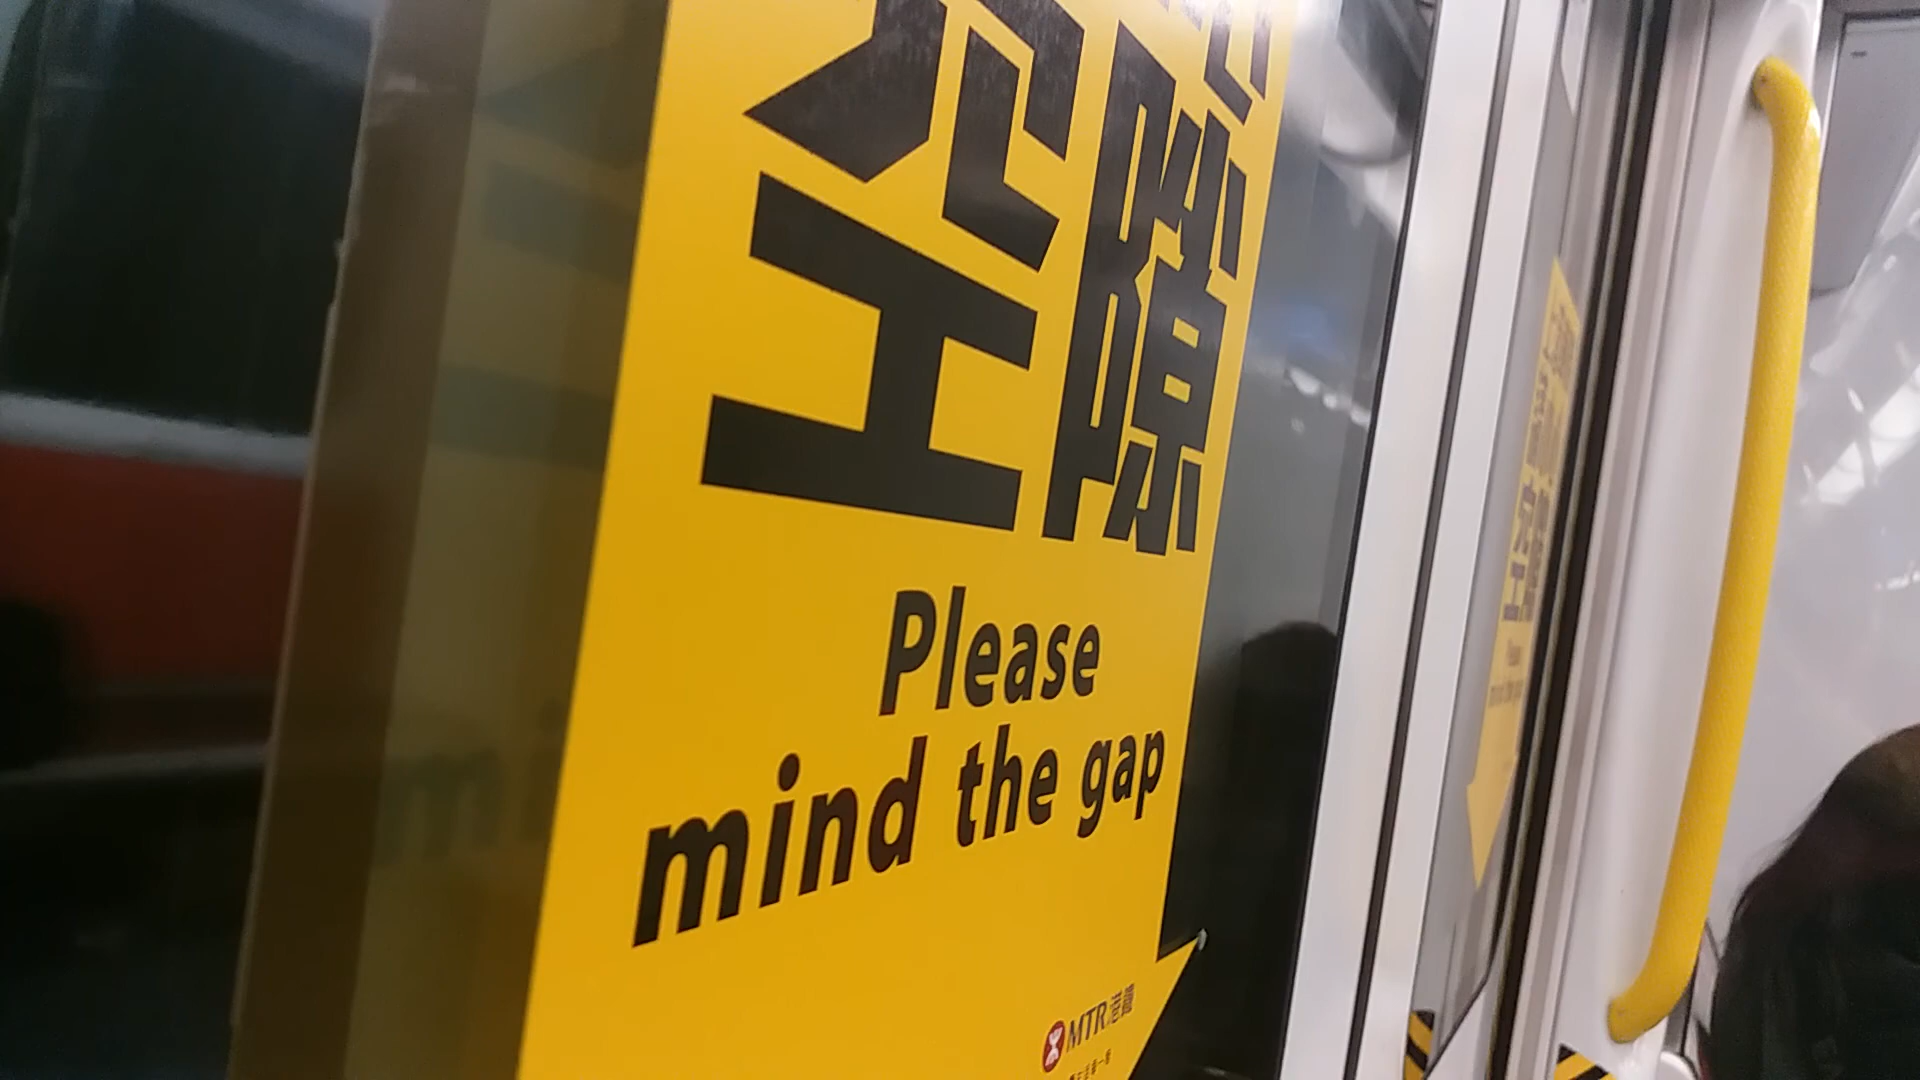 空隙
Please
mind the gap
MTR 港鐵